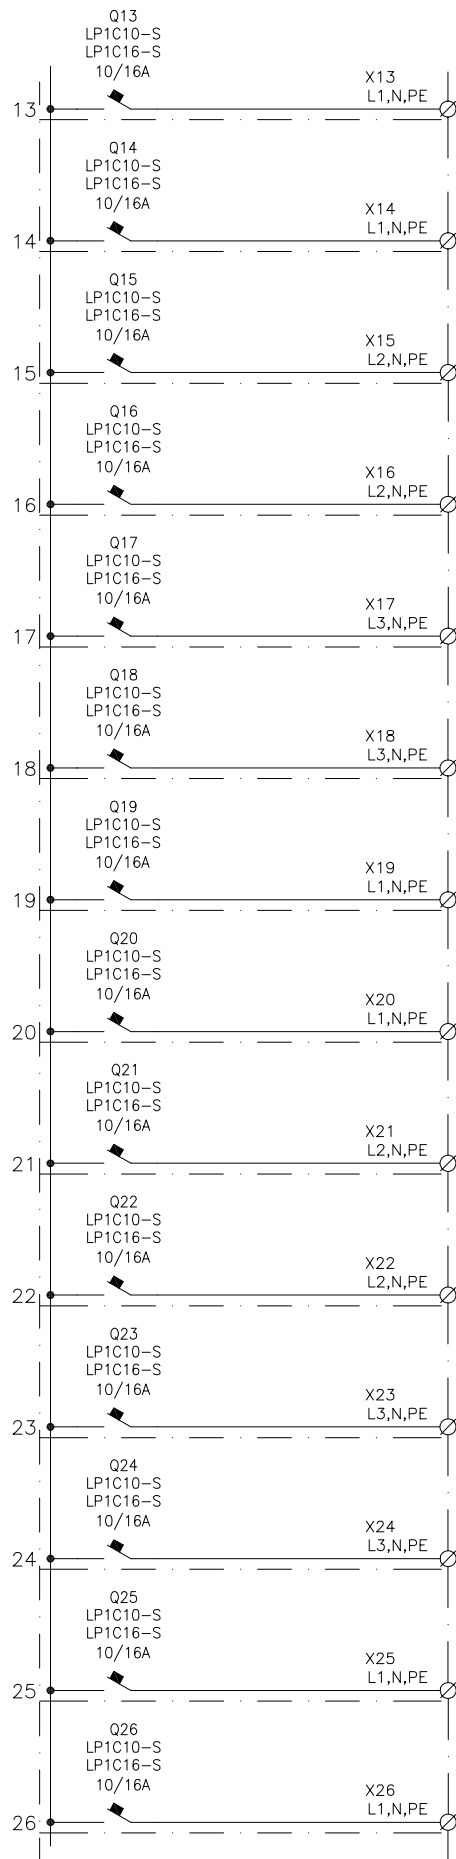 Q13
LP1C10-S
LP1C16-S
10/16A
X13
L1,N,PE
13
Q14
LP1C10-S
LP1C16-S
10/16A
X14
L1,N,PE
14
Q15
LP1C10-S
LP1C16-S
10/16A
X15
L2,N,PE
15
Q16
LP1C10-S
LP1C16-S
10/16A
X16
L2,N,PE
16
Q17
LP1C10-S
LP1C16-S
10/16A
X17
L3,N,PE
17
Q18
LP1C10-S
LP1C16-S
10/16A
X18
L3,N,PE
18
Q19
LP1C10-S
LP1C16-S
10/16A
X19
L1,N,PE
19
Q20
LP1C10-S
LP1C16-S
10/16A
X20
L1,N,PE
20
Q21
LP1C10-S
LP1C16-S
10/16A
X21
L2,N,PE
21
Q22
LP1C10-S
LP1C16-S
10/16A
X22
L2,N,PE
22
Q23
LP1C10-S
LP1C16-S
10/16A
X23
L3,N,PE
23
Q24
LP1C10-S
LP1C16-S
10/16A
X24
L3,N,PE
24
Q25
LP1C10-S
LP1C16-S
10/16A
X25
L1,N,PE
25
Q26
LP1C10-S
LP1C16-S
10/16A
X26
L1,N,PE
26